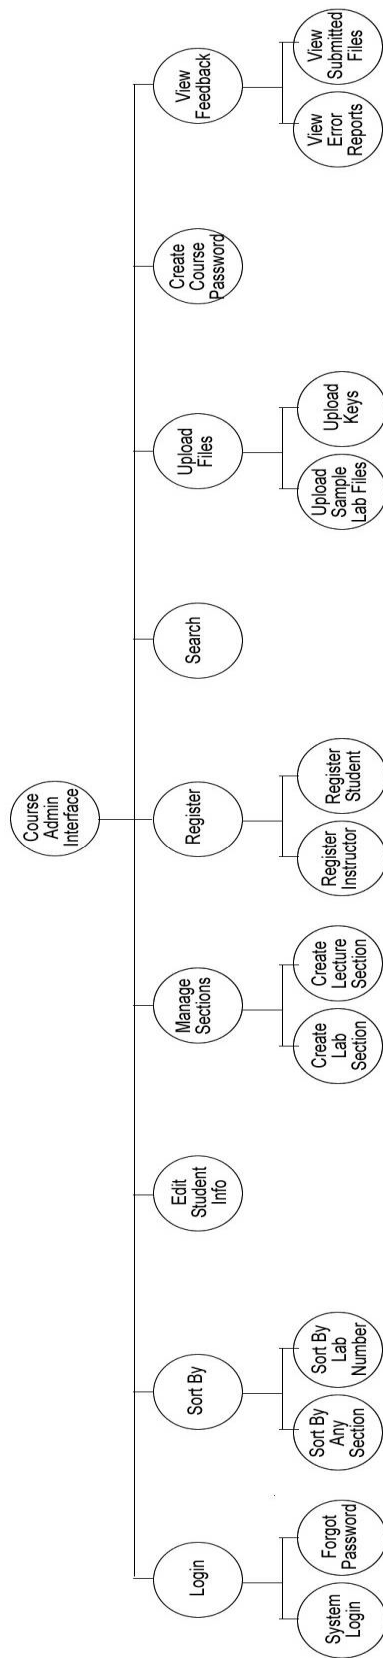 Course
Admin
Interface
Login
Sort By
Edit
Student
Info
Manage
Sections
Register
Search
Upload
Files
Create
Course
Password
View
Feedback
System
Login
Forgot
Password
Sort By
Any
Section
Sort By
Lab
Number
Create
Lab
Section
Create
Lecture
Section
Register
Instructor
Register
Student
Upload
Sample
Lab Files
Upload
Keys
View
Error
Reports
View
Submitted
Files